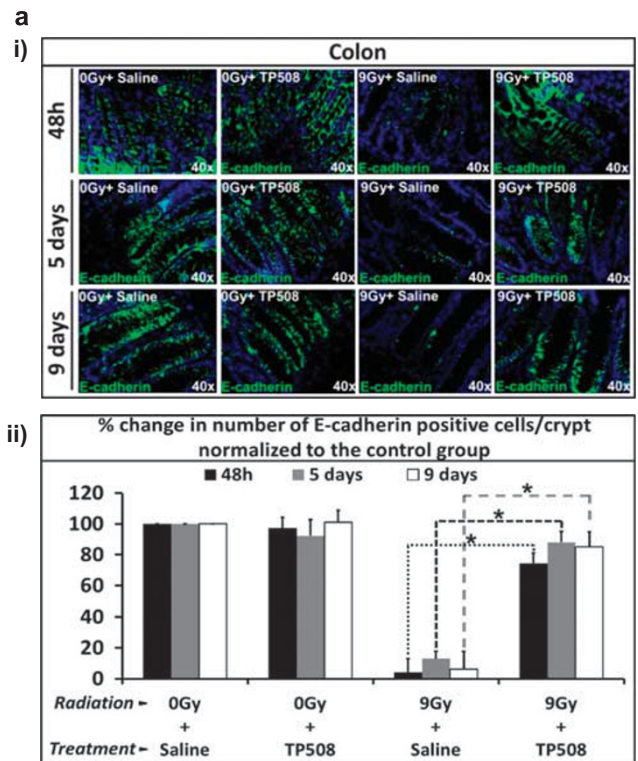 a
i)
Colon
48h
0Gy+ Saline
E-cadherin
40x
0Gy+ TP508
E-cadherin
40x
9Gy+ Saline
E-cadherin
40x
9Gy+ TP508
E-cadherin
40x
5 days
0Gy+ Saline
E-cadherin
40x
0Gy+ TP508
E-cadherin
40x
9Gy+ Saline
E-cadherin
40x
9Gy+ TP508
E-cadherin
40x
9 days
0Gy+ Saline
E-cadherin
40x
0Gy+ TP508
E-cadherin
40x
9Gy+ Saline
E-cadherin
40x
9Gy+ TP508
E-cadherin
40x
ii)
% change in number of E-cadherin positive cells/crypt
normalized to the control group
48h 5 days 9 days
120
100
80
60
40
20
0
* * *
Radiation 0Gy 0Gy 9Gy 9Gy
+ + + +
Treatment Saline TP508 Saline TP508